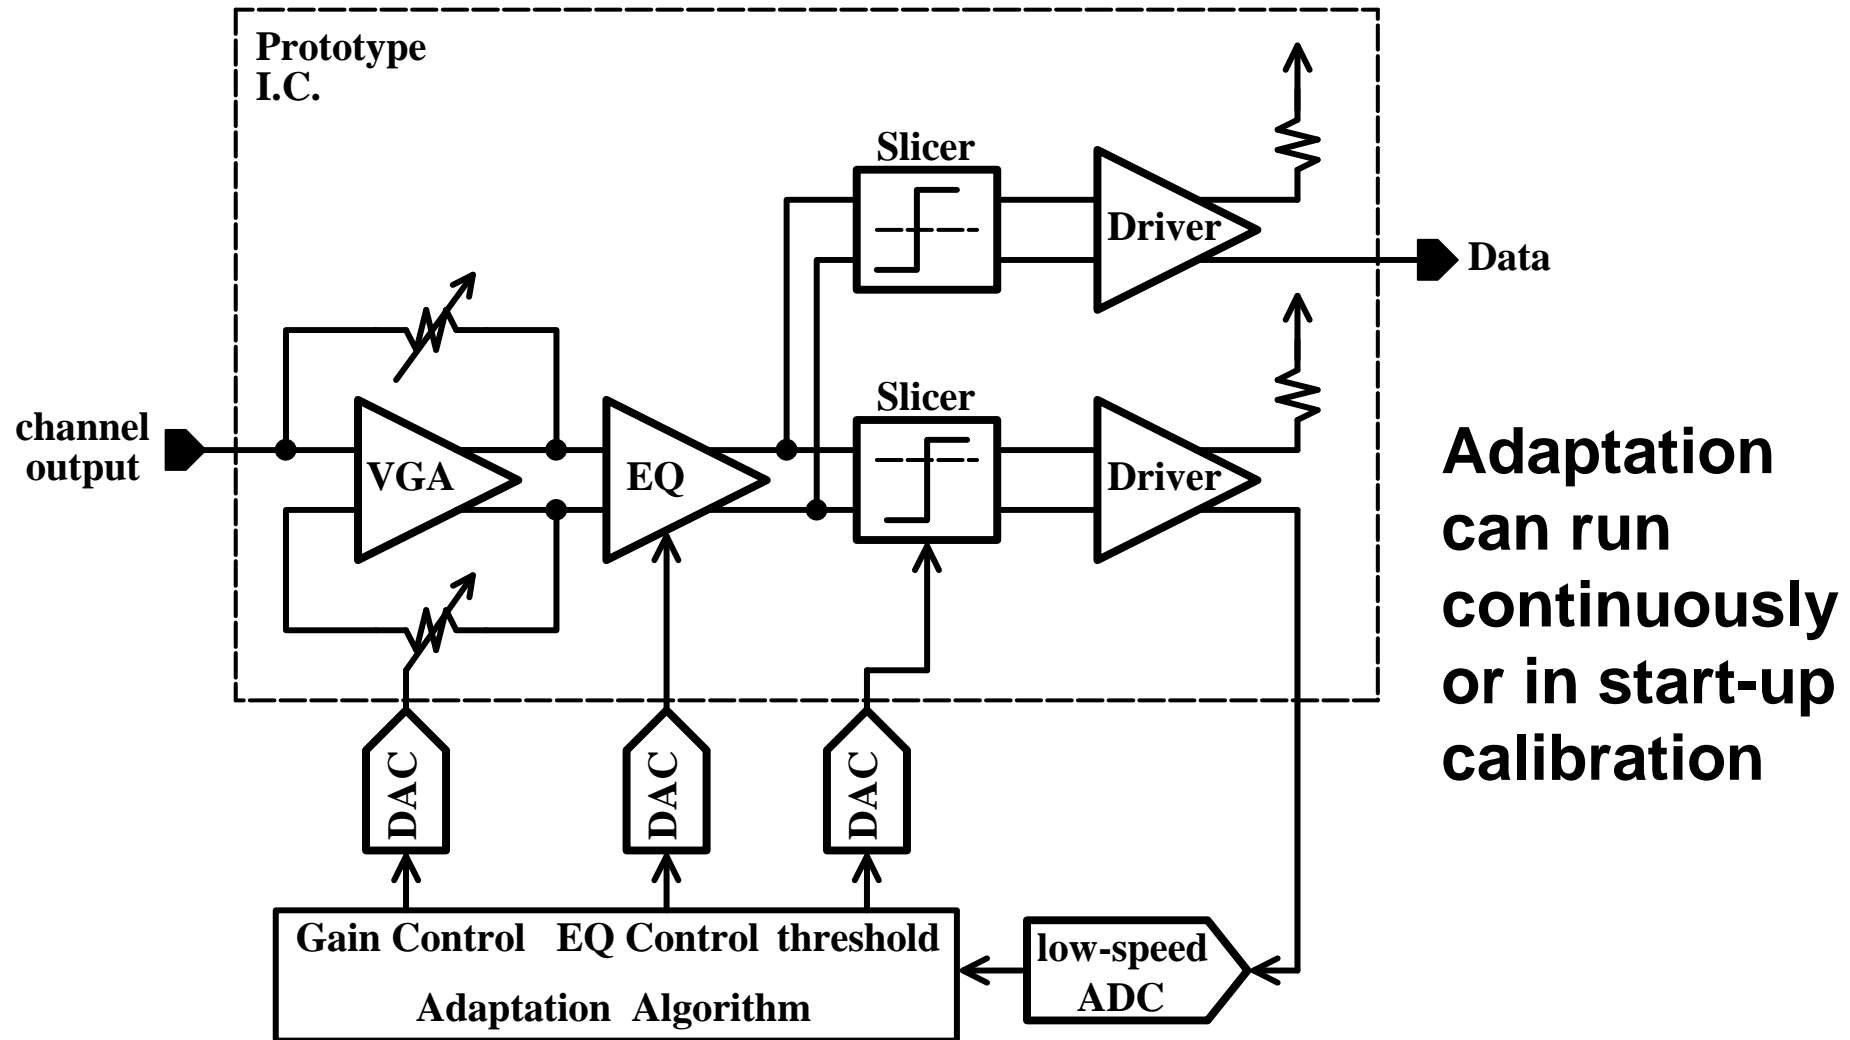 Prototype
I.C.
Slicer
Driver
Data
channel
output
VGA
EQ
Slicer
Driver
Adaptation
can run
continuously
or in start-up
calibration
DAC
DAC
DAC
Gain Control EQ Control threshold
Adaptation Algorithm
low-speed
ADC